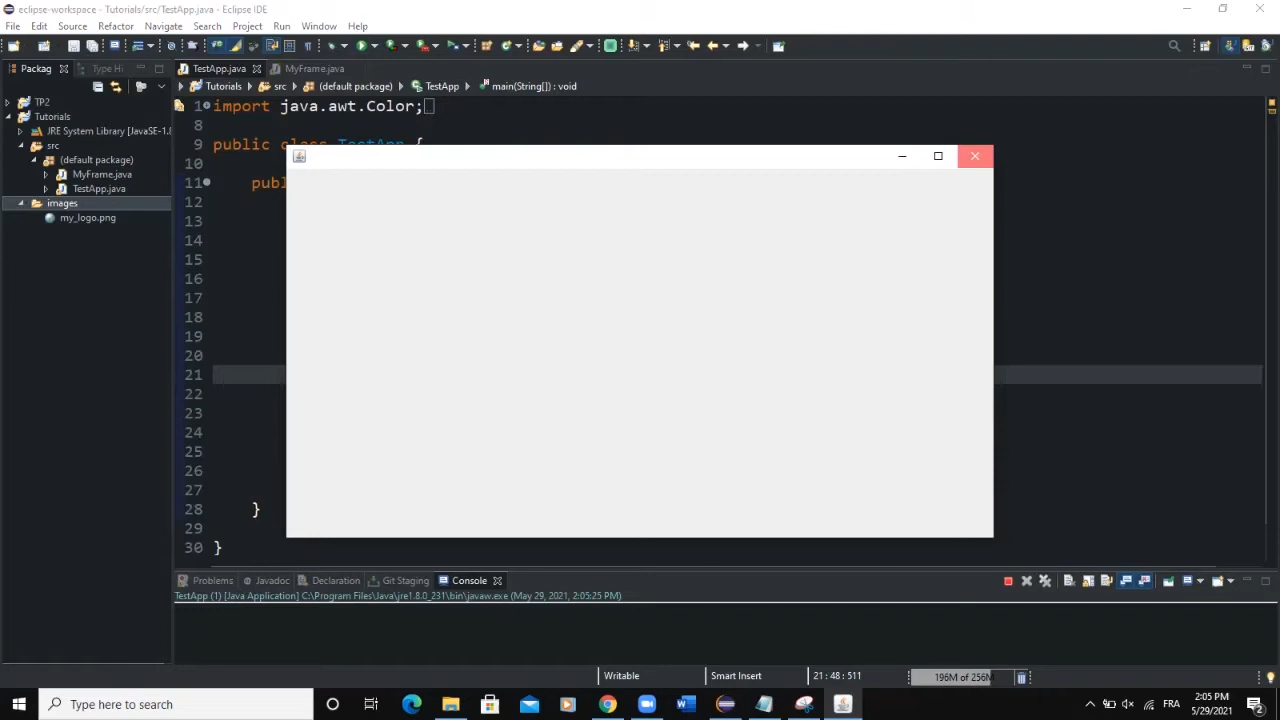 eclipse-workspace - Tutorials/src/TestApp.java - Eclipse IDE
File Edit Source Refactor Navigate Search Project Run Window Help
Packag Type Hi TestApp.java MyFrame.java
Tutorials src (default package) TestApp main(String[]) : void
TP2
Tutorials
JRE System Library [JavaSE-1.
src
(default package)
MyFrame.java
TestApp.java
images
my_logo.png
1 import java.awt.Color;
8
9 public class TestApp {
10
11 publ
12
13
14
15
16
17
18
19
20
21
22
23
24
25
26
27
28 }
29
30 }
Problems Javadoc Declaration Git Staging Console
TestApp (1) [Java Application] C:\Program Files\Java\jre1.8.0_231\bin\javaw.exe (May 29, 2021, 2:05:25 PM)
Writable Smart Insert 21 : 48 : 511 196M of 256M
Type here to search
FRA
2:05 PM
5/29/2021
2